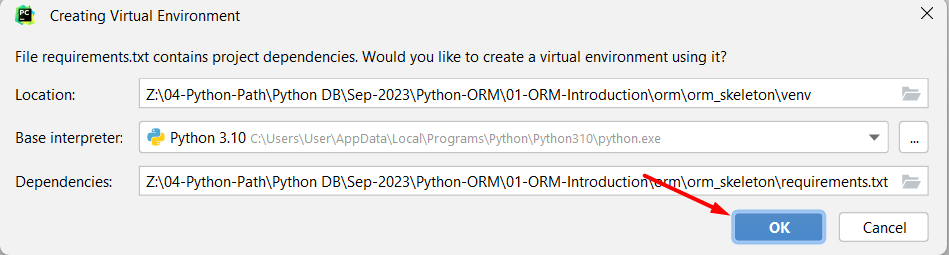 PC
Creating Virtual Environment
File requirements.txt contains project dependencies. Would you like to create a virtual environment using it?
Location: Z:\04-Python-Path\Python DB\Sep-2023\Python-ORM\01-ORM-Introduction\orm\orm_skeleton\venv
Base interpreter: Python 3.10 C:\Users\User\AppData\Local\Programs\Python\Python310\python.exe ...
Dependencies: Z:\04-Python-Path\Python DB\Sep-2023\Python-ORM\01-ORM-Introduction\orm\orm_skeleton\requirements.txt
OK Cancel